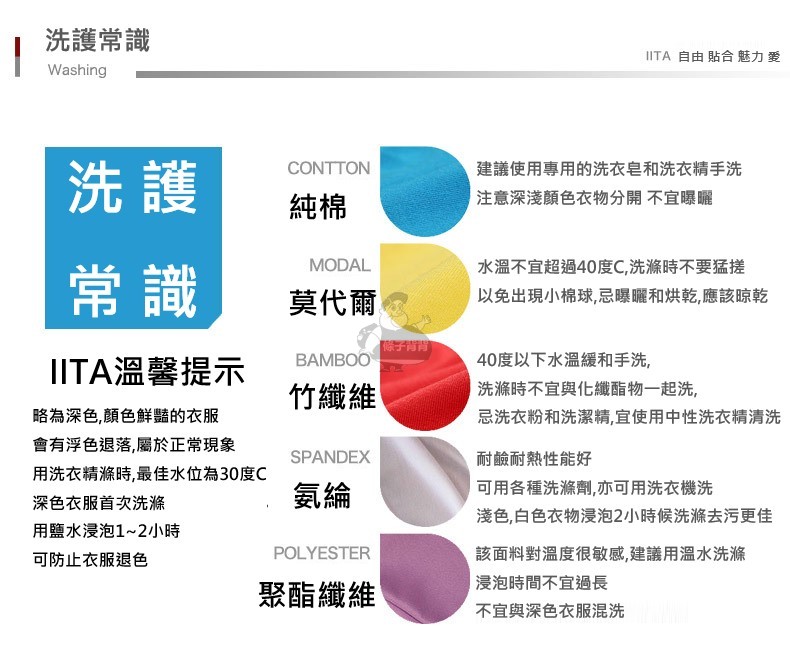 洗護常識
Washing
IITA 自由 貼合 魅力 愛
洗 護
常 識
IITA溫馨提示
略為深色,顏色鮮豔的衣服
會有浮色退落,屬於正常現象
用洗衣精滌時,最佳水位為30度C
深色衣服首次洗滌
用鹽水浸泡1~2小時
可防止衣服退色
CONTTON
純棉
建議使用專用的洗衣皂和洗衣精手洗
注意深淺顏色衣物分開 不宜曝曬
MODAL
莫代爾
水溫不宜超過40度C,洗滌時不要猛搓
以免出現小棉球,忌曝曬和烘乾,應該晾乾
條子背背
BAMBOO
竹纖維
40度以下水溫緩和手洗,
洗滌時不宜與化纖酯物一起洗,
忌洗衣粉和洗潔精,宜使用中性洗衣精清洗
SPANDEX
氨綸
耐鹼耐熱性能好
可用各種洗滌劑,亦可用洗衣機洗
淺色,白色衣物浸泡2小時候洗滌去污更佳
POLYESTER
聚酯纖維
該面料對溫度很敏感,建議用溫水洗滌
浸泡時間不宜過長
不宜與深色衣服混洗